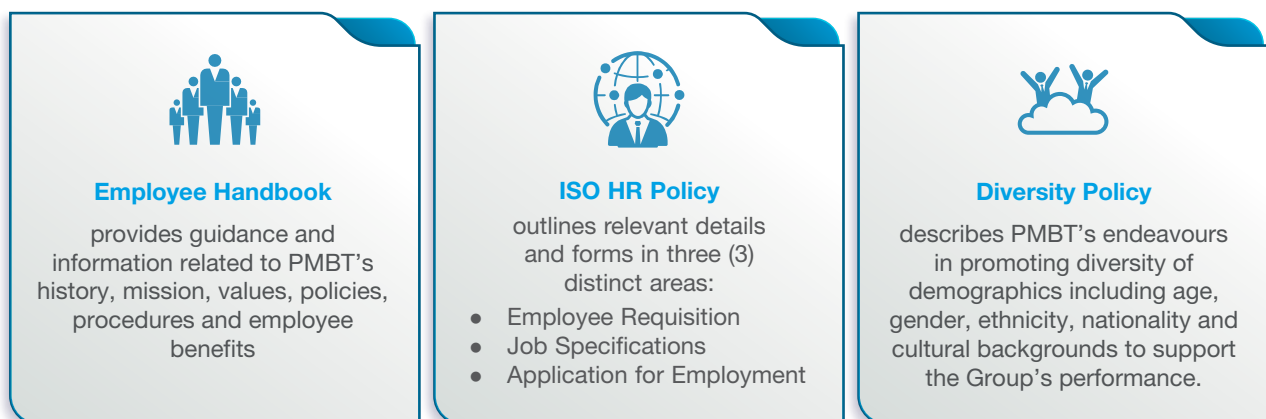 Employee Handbook
provides guidance and
information related to PMBT's
history, mission, values, policies,
procedures and employee
benefits
ISO HR Policy
outlines relevant details
and forms in three (3)
distinct areas:
● Employee Requisition
● Job Specifications
● Application for Employment
Diversity Policy
describes PMBT's endeavours
in promoting diversity of
demographics including age,
gender, ethnicity, nationality and
cultural backgrounds to support
the Group's performance.